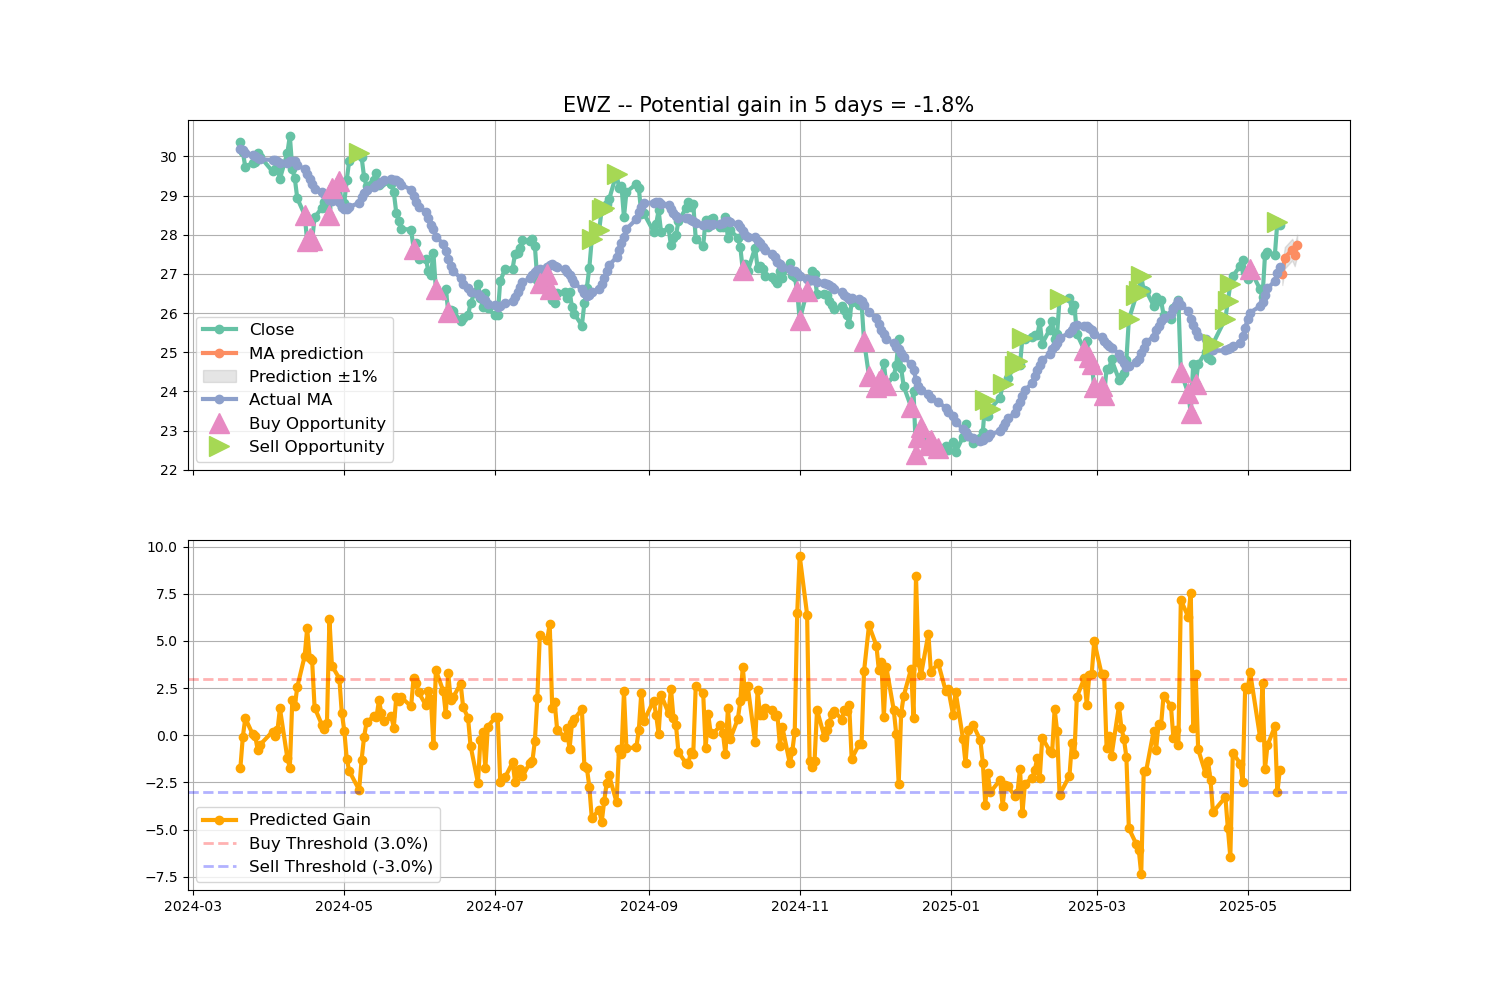 EWZ -- Potential gain in 5 days = -1.8%
30
29
28
27
26
25
24
23
22
Close
MA prediction
Prediction ±1%
Actual MA
Buy Opportunity
Sell Opportunity
10.0
7.5
5.0
2.5
0.0
−2.5
−5.0
−7.5
Predicted Gain
Buy Threshold (3.0%)
Sell Threshold (-3.0%)
2024-03 2024-05 2024-07 2024-09 2024-11 2025-01 2025-03 2025-05